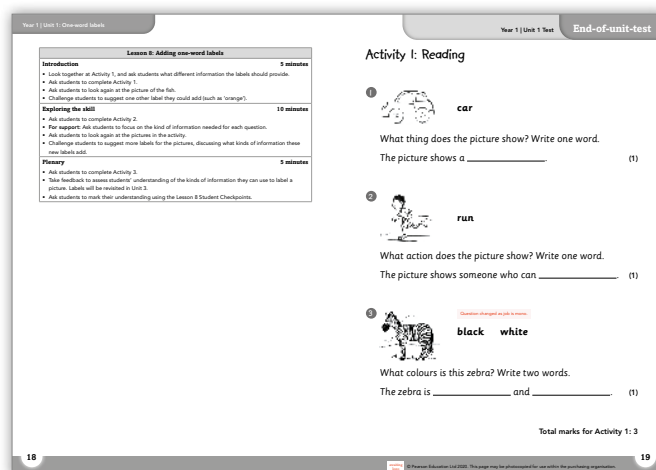 Year 1 | Unit 1: One-word labels
Lesson 8: Adding one-word labels
Introduction 5 minutes
• Look together at Activity 1, and ask students what different information the labels should provide.
• Ask students to complete Activity 1.
• Ask students to look again at the picture of the fish.
• Challenge students to suggest one other label they could add (such as 'orange').
Exploring the skill 10 minutes
• Ask students to complete Activity 2.
• For support: Ask students to focus on the kind of information needed for each question.
• Ask students to look again at the pictures in the activity.
• Challenge students to suggest more labels for the pictures, discussing what kinds of information these
new labels add.
Plenary 5 minutes
• Ask students to complete Activity 3.
• Take feedback to assess students' understanding of the kinds of information they can use to label a
picture. Labels will be revisited in Unit 3.
• Ask students to mark their understanding using the Lesson 8 Student Checkpoints.
18
Year 1 | Unit 1 Test End-of-unit-test
Activity 1: Reading
1
car
What thing does the picture show? Write one word.
The picture shows a ____________. (1)
2
run
What action does the picture show? Write one word.
The picture shows someone who can ____________. (1)
3
Question changed as job is mono.
black white
What colours is this zebra? Write two words.
The zebra is ____________ and ____________. (1)
Total marks for Activity 1: 3
© Pearson Education Ltd 2020. This page may be photocopied for use within the purchasing organisation.
19